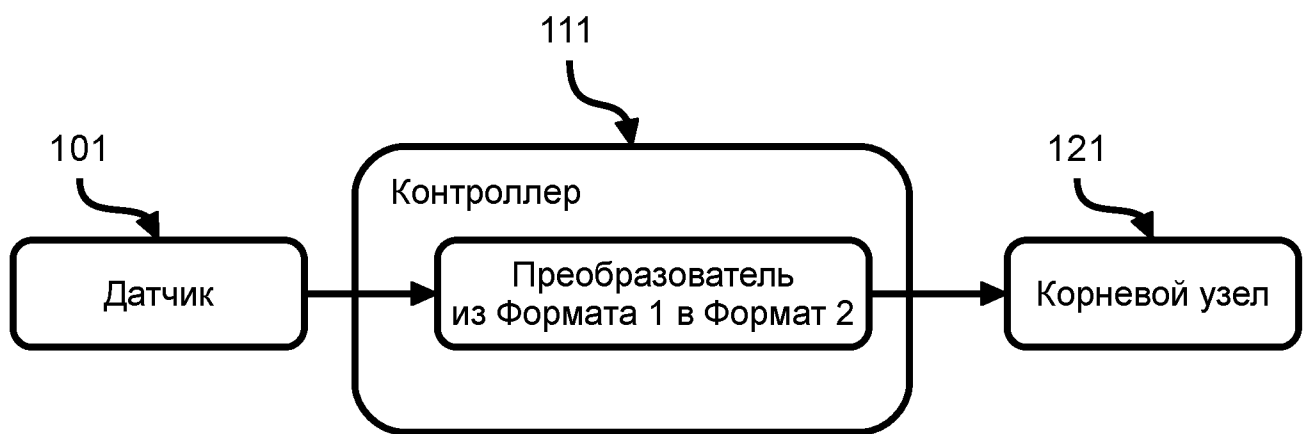 111
101
121
Контроллер
Датчик
Преобразователь
из Формата 1 в Формат 2
Корневой узел